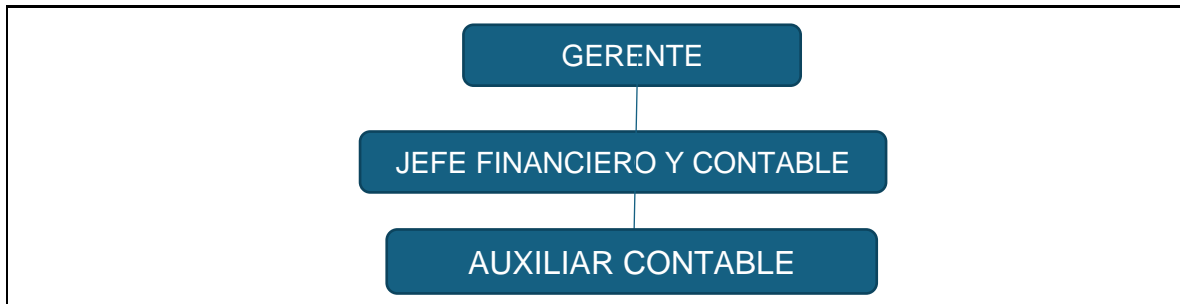 GERENTE
JEFE FINANCIERO Y CONTABLE
AUXILIAR CONTABLE